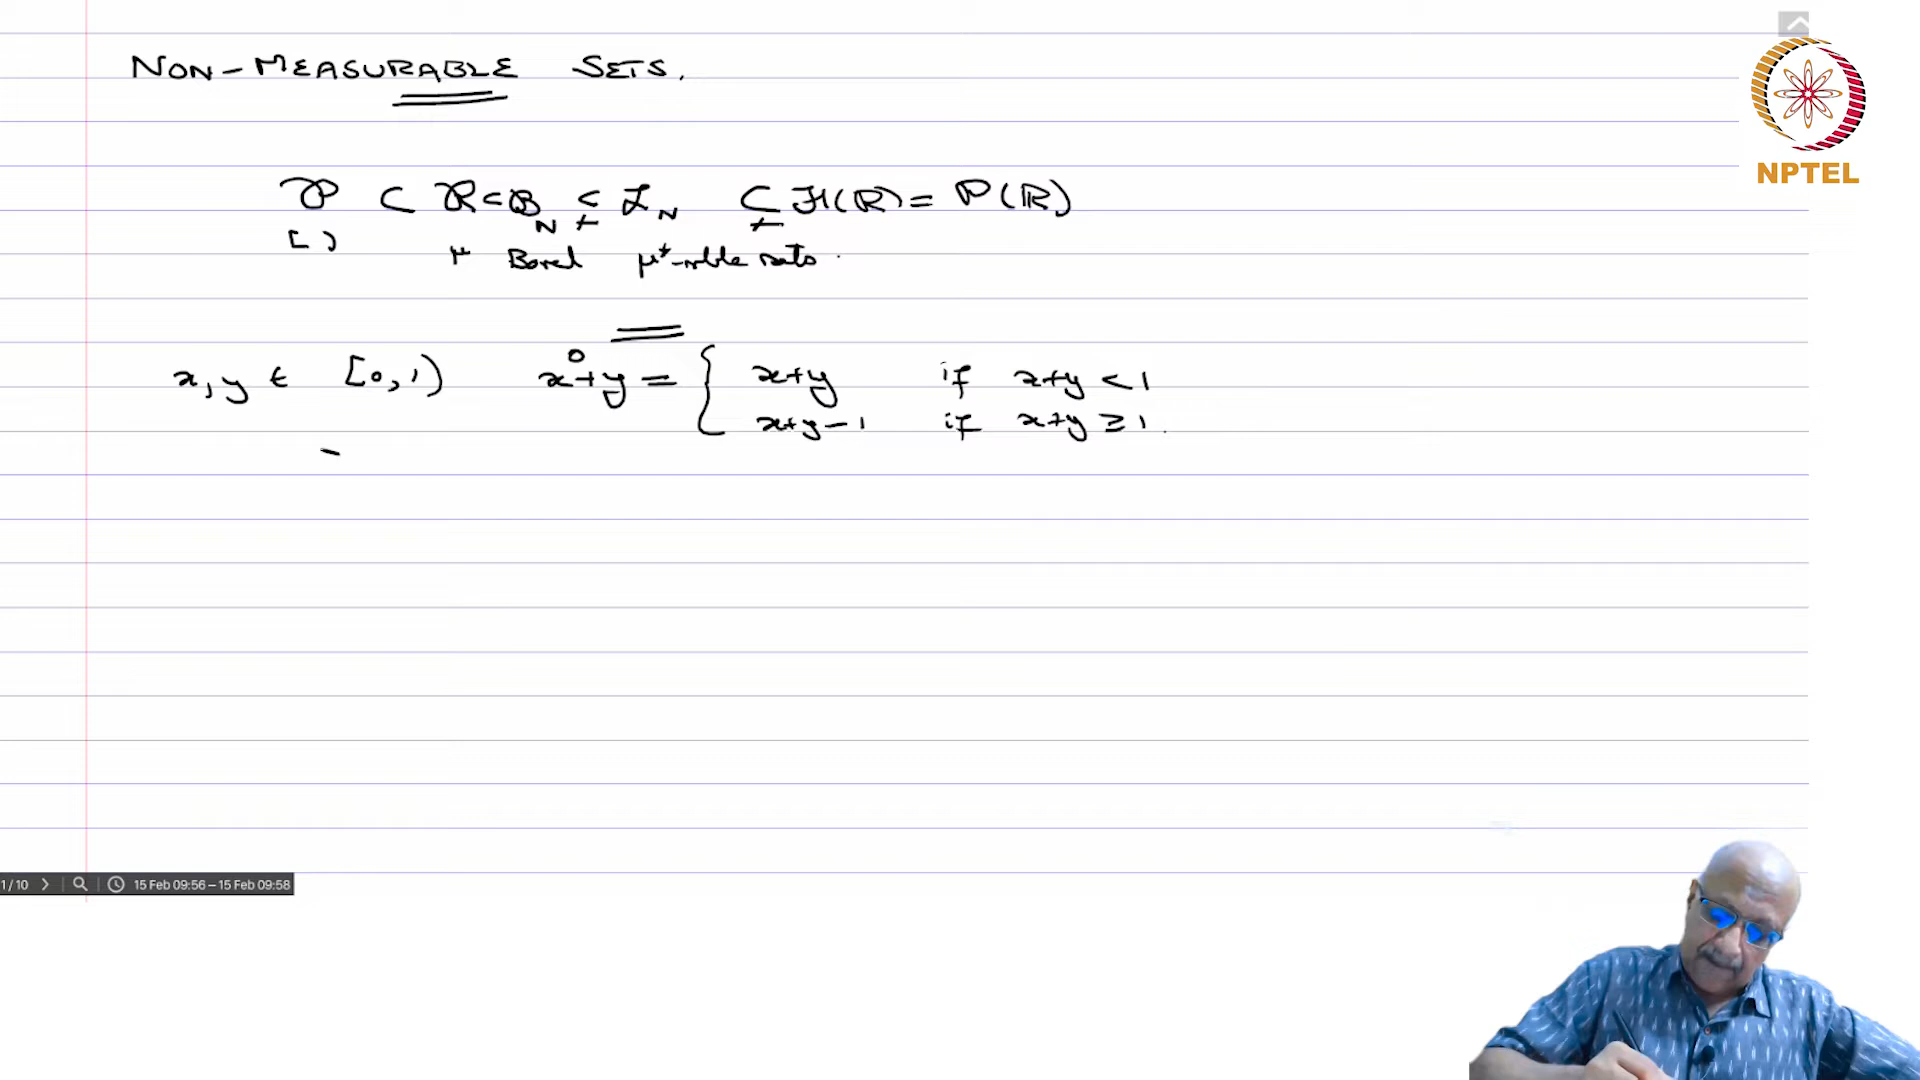 NON-MEASURABLE SETS.
NPTEL
𝒫 ⊂ ℛ ⊂ ℬ_N ⊊ ℒ_N ⊊ ℋ(ℝ) = 𝒫(ℝ)
[ ) μ Borel μ*-mble sets.
x, y ∈ [0,1) x +° y = { x+y if x+y < 1
x+y-1 if x+y ≥ 1.
1 / 10 15 Feb 09:56 – 15 Feb 09:58